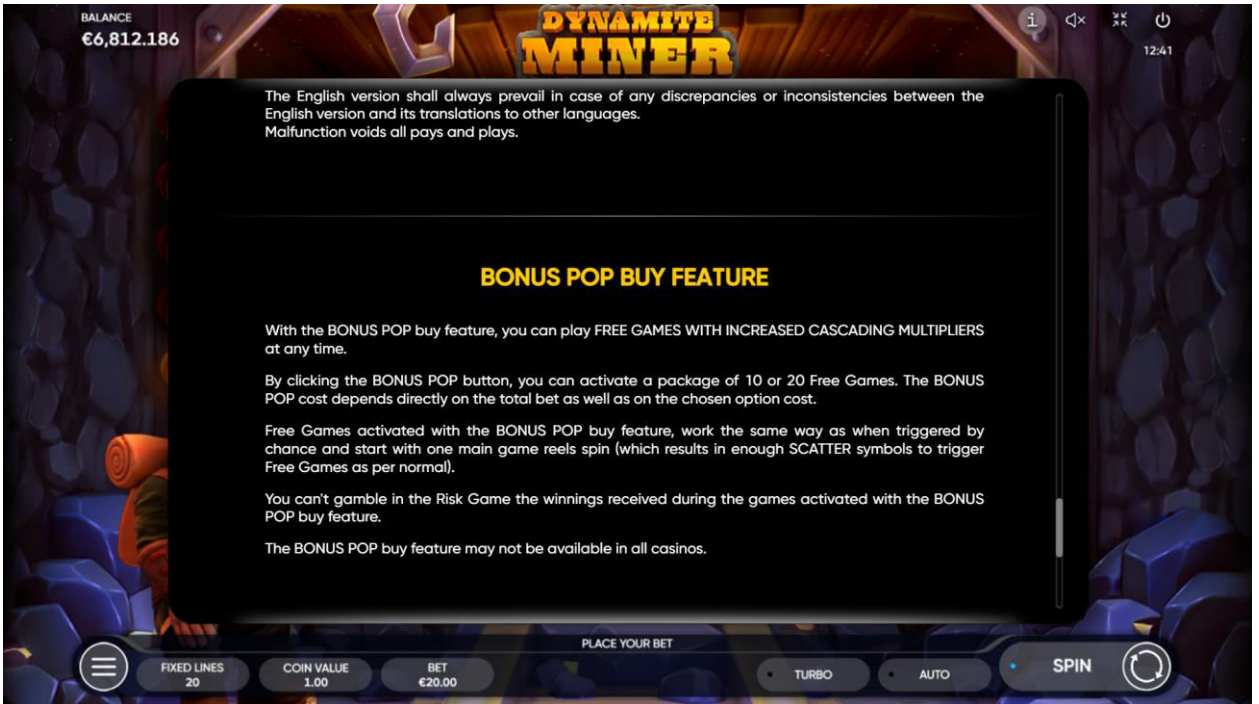 BALANCE
€6,812.186
DYNAMITE
MINER
i
12:41
The English version shall always prevail in case of any discrepancies or inconsistencies between the
English version and its translations to other languages.
Malfunction voids all pays and plays.
BONUS POP BUY FEATURE
With the BONUS POP buy feature, you can play FREE GAMES WITH INCREASED CASCADING MULTIPLIERS
at any time.
By clicking the BONUS POP button, you can activate a package of 10 or 20 Free Games. The BONUS
POP cost depends directly on the total bet as well as on the chosen option cost.
Free Games activated with the BONUS POP buy feature, work the same way as when triggered by
chance and start with one main game reels spin (which results in enough SCATTER symbols to trigger
Free Games as per normal).
You can't gamble in the Risk Game the winnings received during the games activated with the BONUS
POP buy feature.
The BONUS POP buy feature may not be available in all casinos.
PLACE YOUR BET
FIXED LINES
20
COIN VALUE
1.00
BET
€20.00
TURBO
AUTO
SPIN